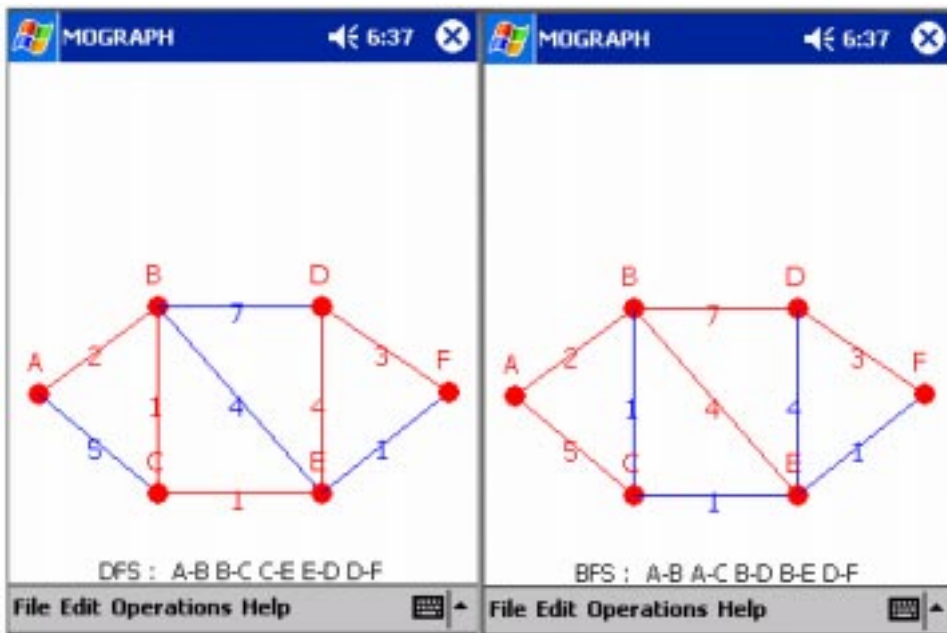 MOGRAPH 6:37
B D
7
A 2 3 F
1 4 4
5 C E 1
1
DFS : A-B B-C C-E E-D D-F
File Edit Operations Help
MOGRAPH 6:37
B D
7
A 2 3 F
1 4 4
5 C E 1
1
BFS : A-B A-C B-D B-E D-F
File Edit Operations Help